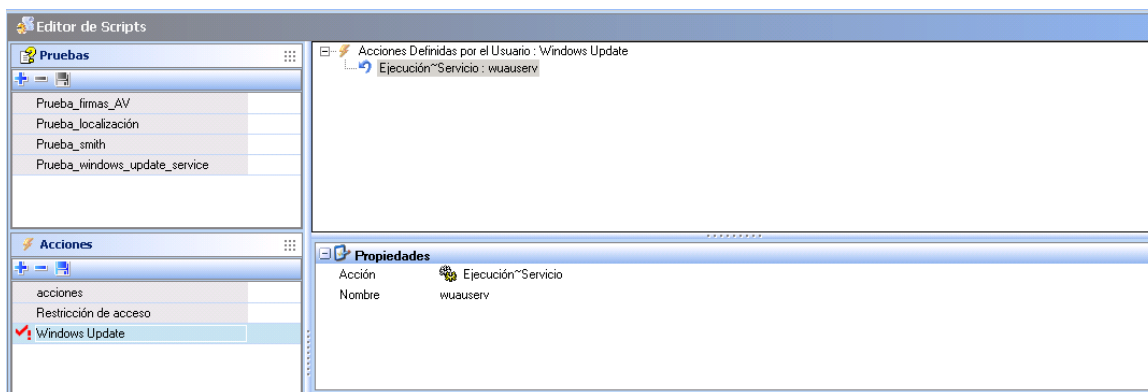 Editor de Scripts
Pruebas
Prueba_firmas_AV
Prueba_localización
Prueba_smith
Prueba_windows_update_service
Acciones
acciones
Restricción de acceso
Windows Update
Acciones Definidas por el Usuario : Windows Update
Ejecución~Servicio : wuauserv
Propiedades
Acción Ejecución~Servicio
Nombre wuauserv